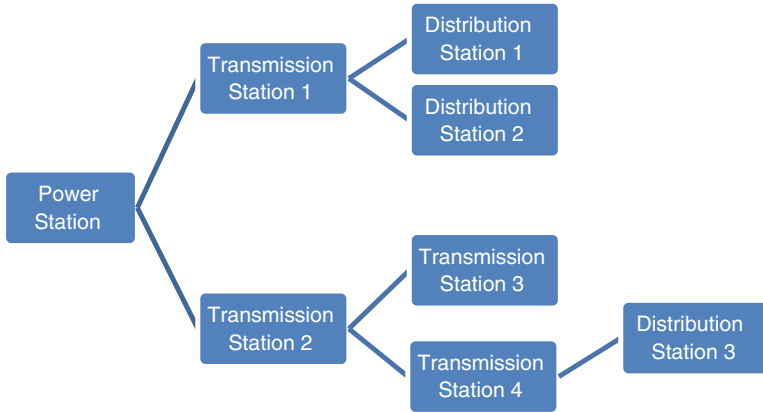 Power
Station
Transmission
Station 1
Distribution
Station 1
Distribution
Station 2
Transmission
Station 2
Transmission
Station 3
Transmission
Station 4
Distribution
Station 3